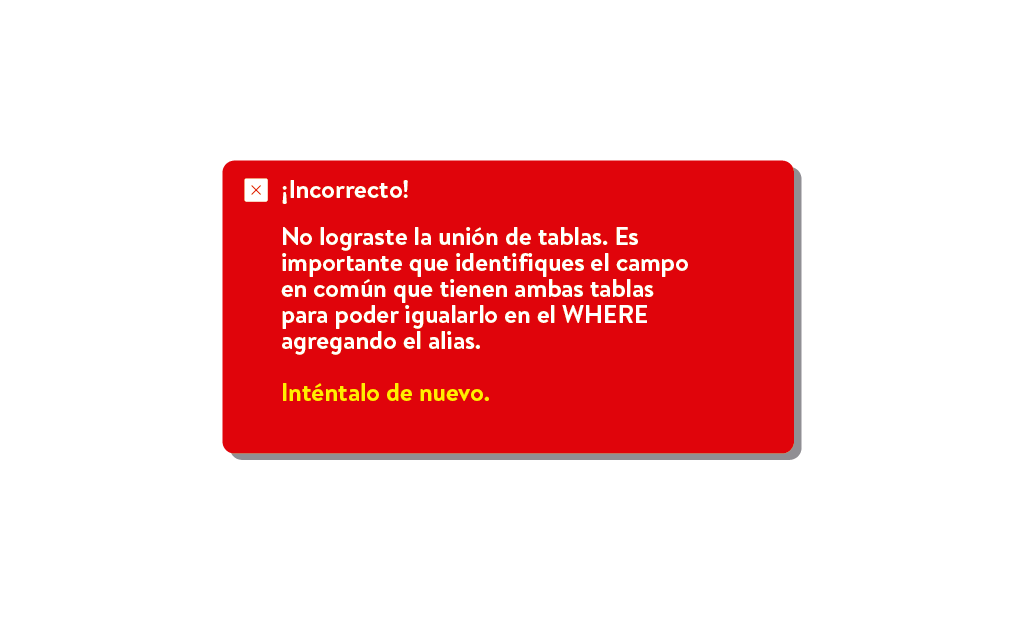 ¡Incorrecto!
No lograste la unión de tablas. Es
importante que identifiques el campo
en común que tienen ambas tablas
para poder igualarlo en el WHERE
agregando el alias.
Inténtalo de nuevo.